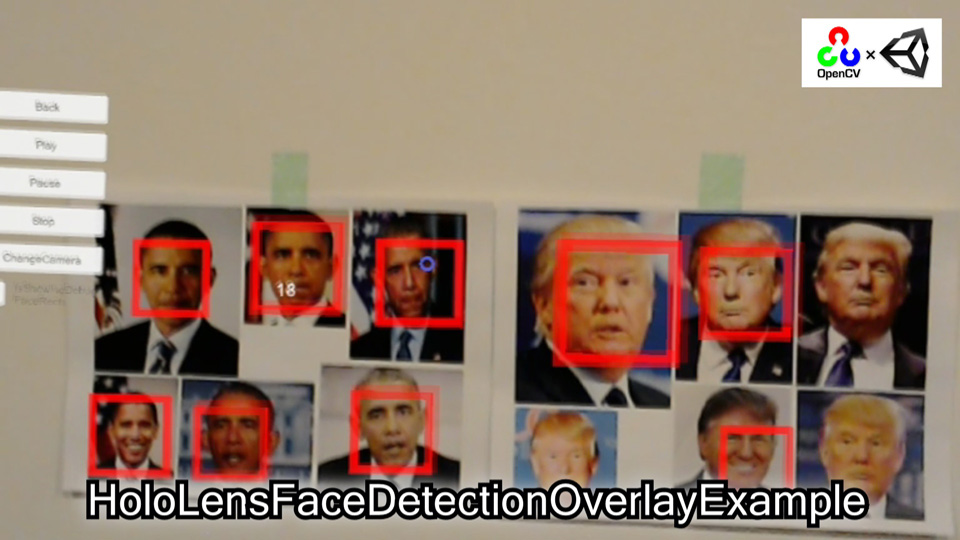 OpenCV
×
Back
Play
Pause
Stop
ChangeCamera
18
HoloLensFaceDetectionOverlayExample